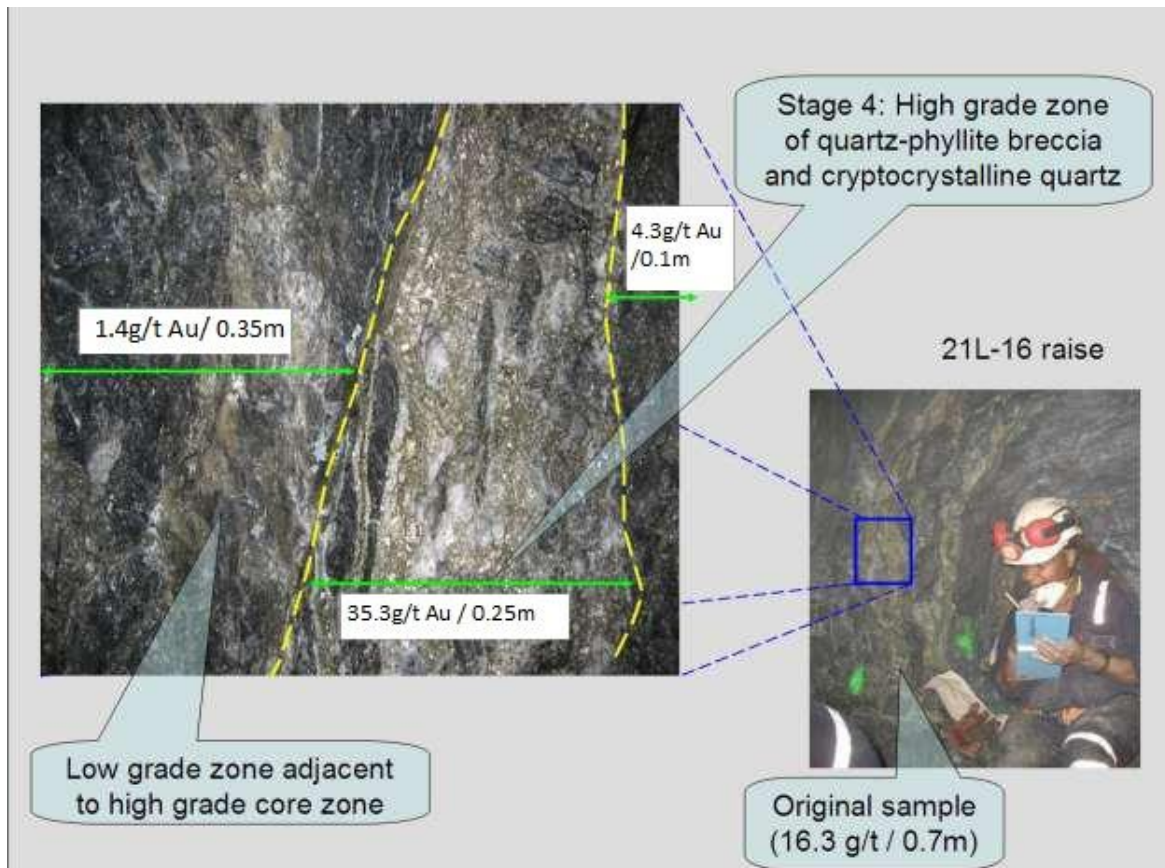 Stage 4: High grade zone
of quartz-phyllite breccia
and cryptocrystalline quartz
4.3g/t Au
/0.1m
1.4g/t Au/ 0.35m
21L-16 raise
35.3g/t Au / 0.25m
Low grade zone adjacent
to high grade core zone
Original sample
(16.3 g/t / 0.7m)